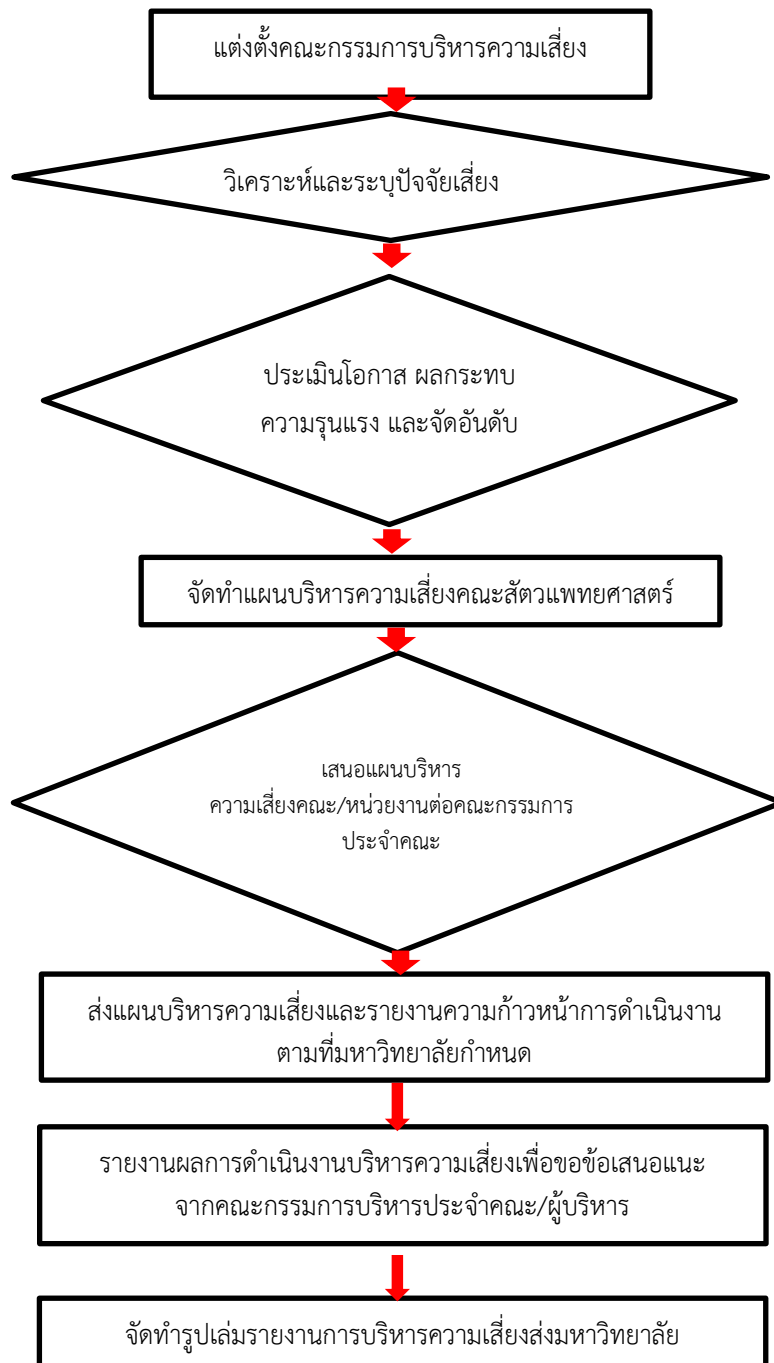 แต่งตั้งคณะกรรมการบริหารความเสี่ยง
วิเคราะห์และระบุปัจจัยเสี่ยง
ประเมินโอกาส ผลกระทบ
ความรุนแรง และจัดอันดับ
จัดทำแผนบริหารความเสี่ยงคณะสัตวแพทยศาสตร์
เสนอแผนบริหาร
ความเสี่ยงคณะ/หน่วยงานต่อคณะกรรมการ
ประจำคณะ
ส่งแผนบริหารความเสี่ยงและรายงานความก้าวหน้าการดำเนินงาน
ตามที่มหาวิทยาลัยกำหนด
รายงานผลการดำเนินงานบริหารความเสี่ยงเพื่อขอข้อเสนอแนะ
จากคณะกรรมการบริหารประจำคณะ/ผู้บริหาร
จัดทำรูปเล่มรายงานการบริหารความเสี่ยงส่งมหาวิทยาลัย